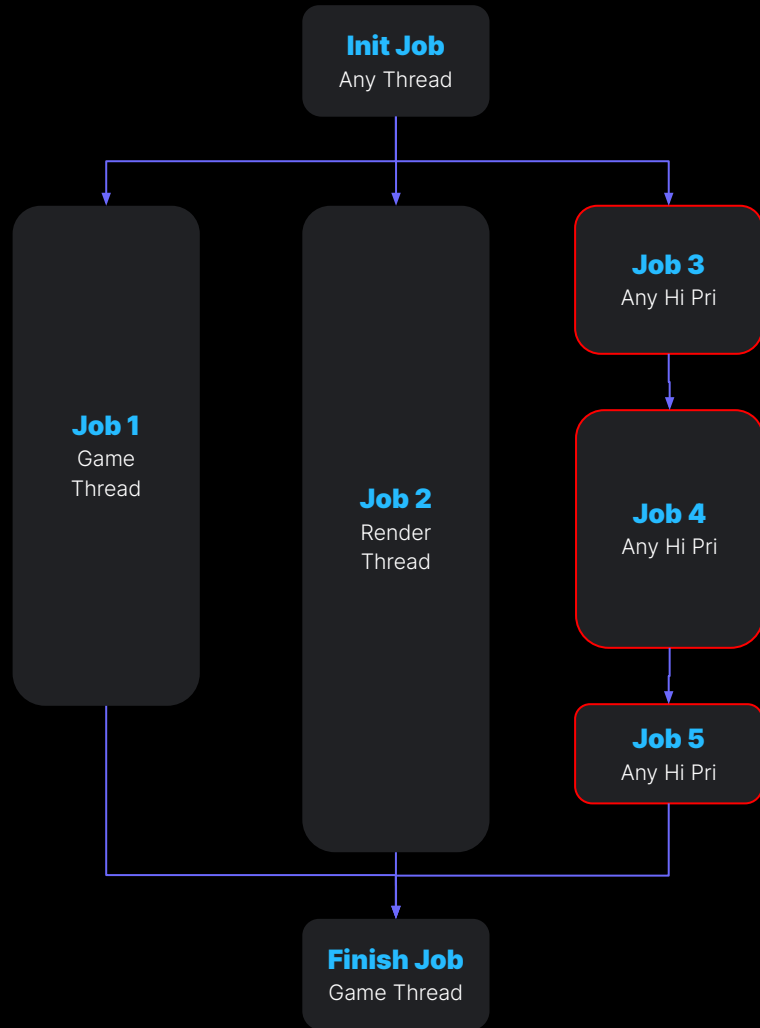 Init Job
Any Thread
Job 1
Game
Thread
Job 2
Render
Thread
Job 3
Any Hi Pri
Job 4
Any Hi Pri
Job 5
Any Hi Pri
Finish Job
Game Thread